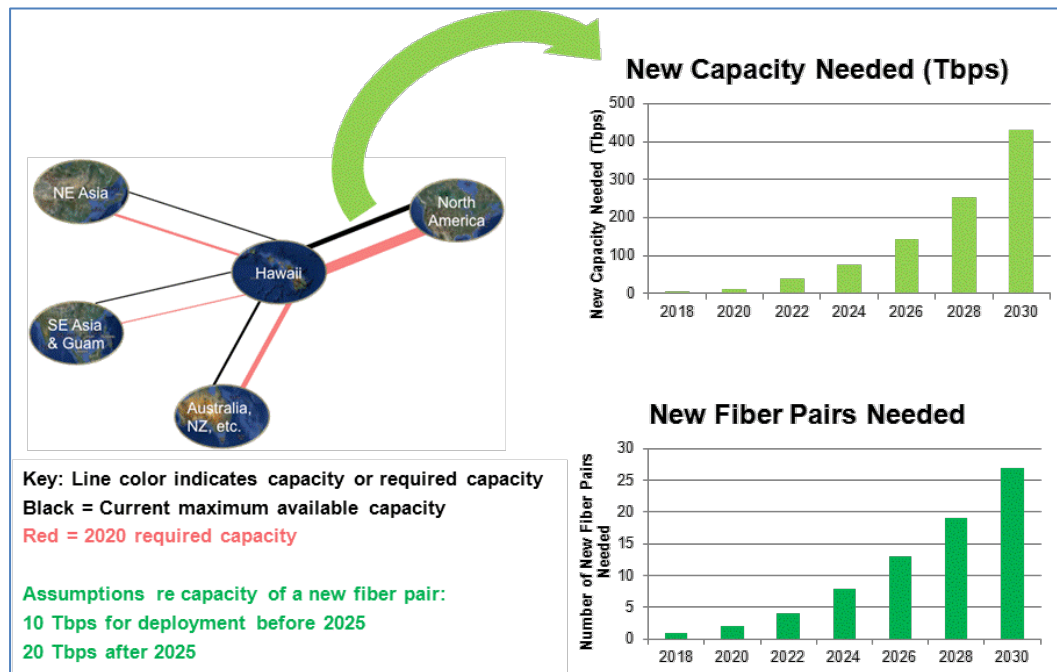 NE Asia
North
America
Hawaii
SE Asia
& Guam
Australia,
NZ, etc.
Key: Line color indicates capacity or required capacity
Black = Current maximum available capacity
Red = 2020 required capacity
Assumptions re capacity of a new fiber pair:
10 Tbps for deployment before 2025
20 Tbps after 2025
New Capacity Needed (Tbps)
New Capacity Needed (Tbps)
500
400
300
200
100
0
2018 2020 2022 2024 2026 2028 2030
New Fiber Pairs Needed
Number of New Fiber Pairs
Needed
30
25
20
15
10
5
0
2018 2020 2022 2024 2026 2028 2030